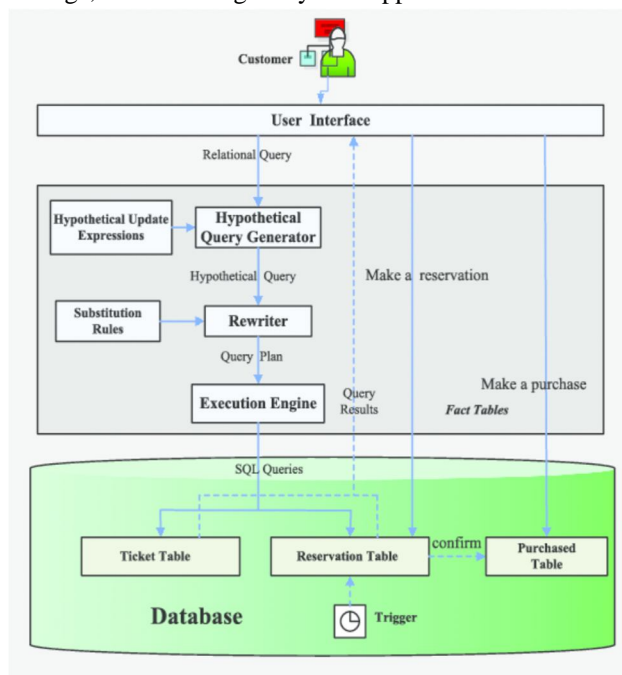 Customer
User Interface
Relational Query
Hypothetical Update
Expressions
Hypothetical
Query Generator
Hypothetical Query
Make a reservation
Substitution
Rules
Rewriter
Query Plan
Make a purchase
Execution Engine
Query
Results
Fact Tables
SQL Queries
confirm
Ticket Table
Reservation Table
Purchased
Table
Database
Trigger